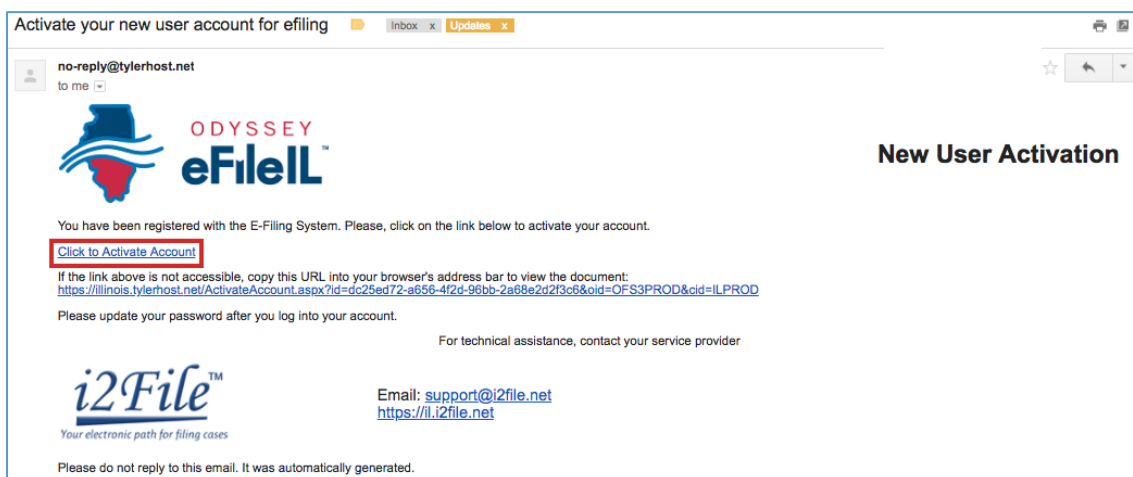 Activate your new user account for efiling
Inbox x Updates x
no-reply@tylerhost.net
to me
ODYSSEY
eFileIL™
New User Activation
You have been registered with the E-Filing System. Please, click on the link below to activate your account.
Click to Activate Account
If the link above is not accessible, copy this URL into your browser's address bar to view the document:
https://illinois.tylerhost.net/ActivateAccount.aspx?id=dc25ed72-a656-4f2d-96bb-2a68e2d2f3c6&oid=OFS3PROD&cid=ILPROD
Please update your password after you log into your account.
For technical assistance, contact your service provider
i2File™
Your electronic path for filing cases
Email: support@i2file.net
https://il.i2file.net
Please do not reply to this email. It was automatically generated.